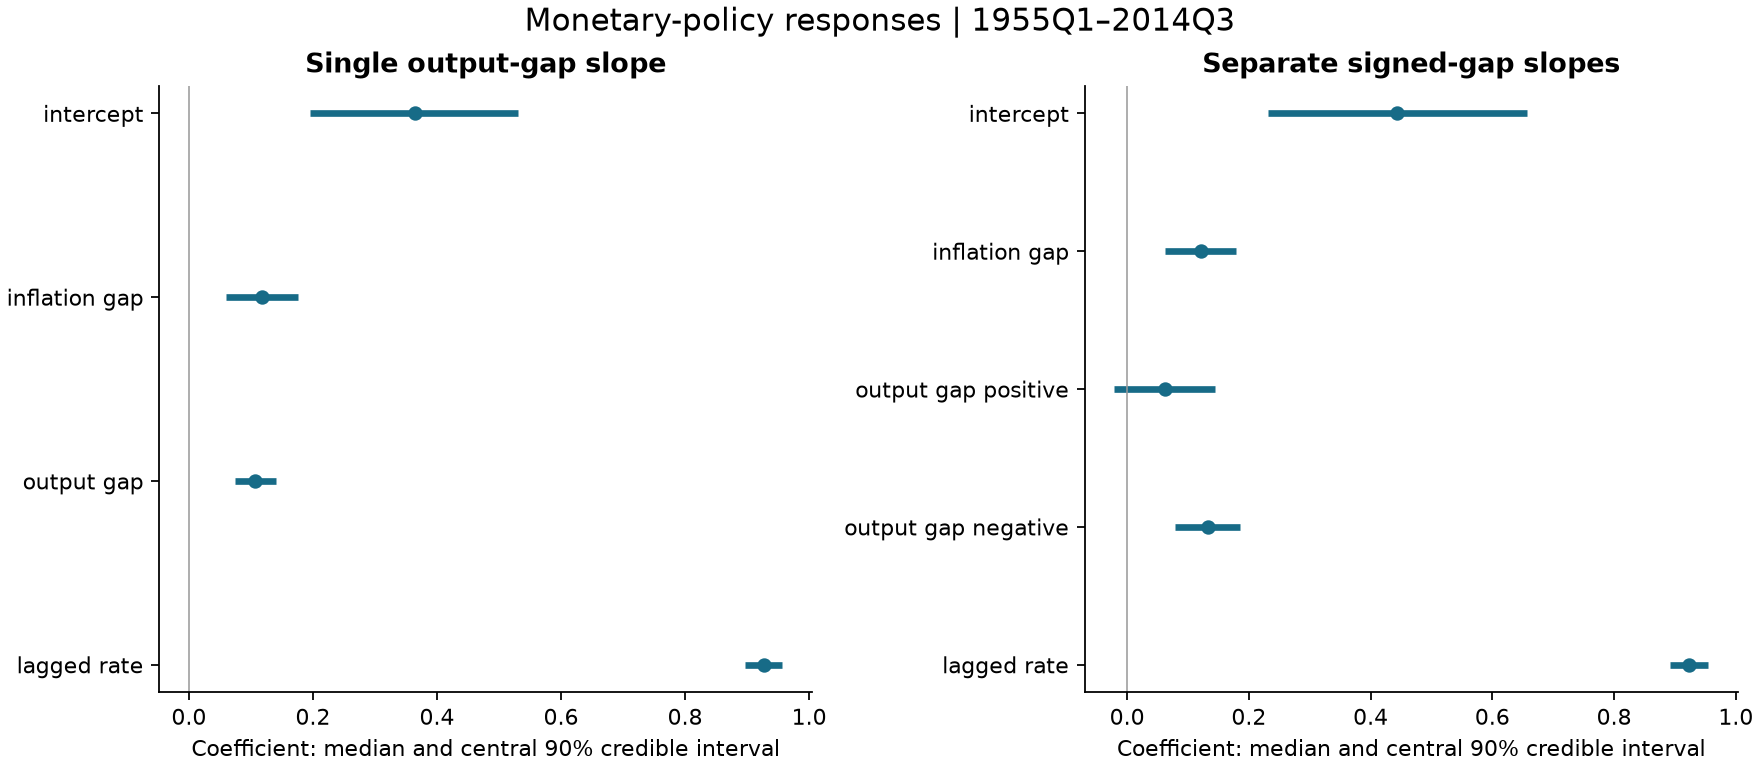 Monetary-policy responses | 1955Q1–2014Q3
Single output-gap slope
intercept
inflation gap
output gap
lagged rate
0.0 0.2 0.4 0.6 0.8 1.0
Coefficient: median and central 90% credible interval
Separate signed-gap slopes
intercept
inflation gap
output gap positive
output gap negative
lagged rate
0.0 0.2 0.4 0.6 0.8 1.0
Coefficient: median and central 90% credible interval